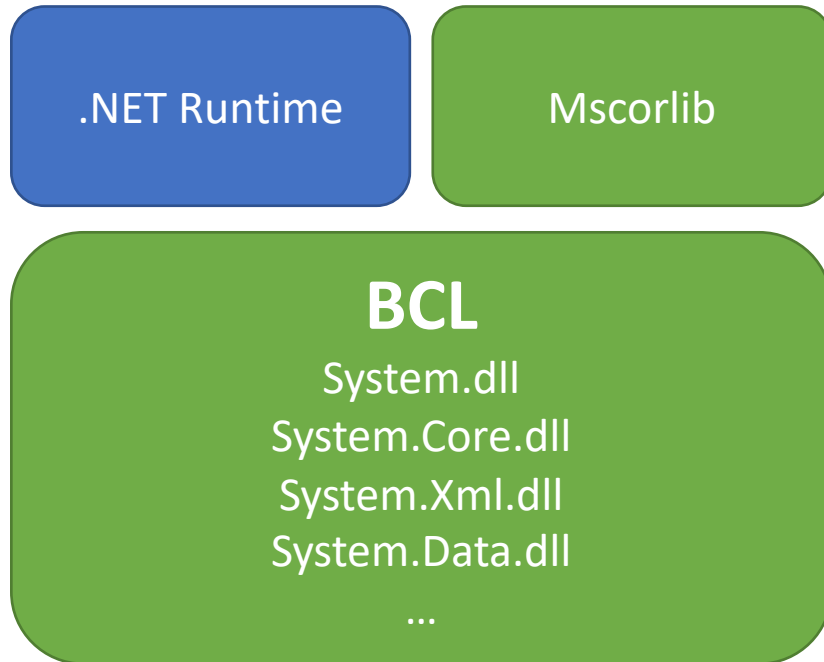 .NET Runtime
Mscorlib
BCL
System.dll
System.Core.dll
System.Xml.dll
System.Data.dll
...